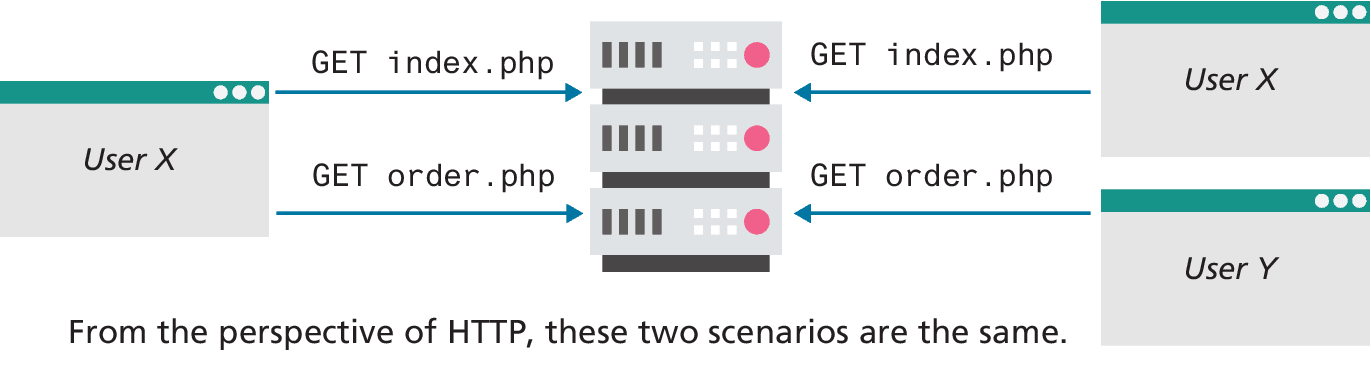 GET index.php
User X
GET order.php
GET index.php
User X
GET order.php
User Y
From the perspective of HTTP, these two scenarios are the same.